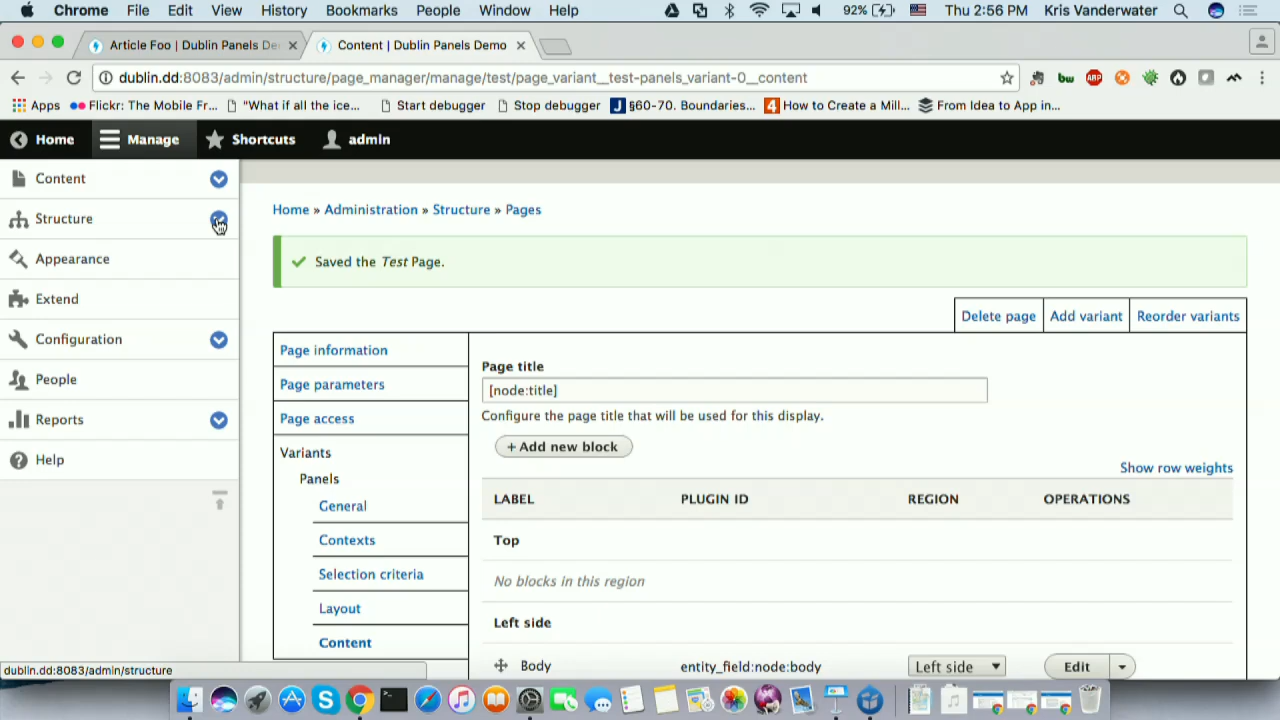 Chrome File Edit View History Bookmarks People Window Help 92% Thu 2:56 PM Kris Vanderwater
Article Foo | Dublin Panels De
Content | Dublin Panels Demo
dublin.dd:8083/admin/structure/page_manager/manage/test/page_variant__test-panels_variant-0__content
bw ABP
Apps Flickr: The Mobile Fr... "What if all the ice... Start debugger Stop debugger J §60-70. Boundaries... 4 How to Create a Mill... From Idea to App in...
Home Manage Shortcuts admin
Content
Structure
Appearance
Extend
Configuration
People
Reports
Help
Home » Administration » Structure » Pages
Saved the Test Page.
Delete page Add variant Reorder variants
Page information
Page parameters
Page access
Variants
Panels
General
Contexts
Selection criteria
Layout
Content
Page title
[node:title]
Configure the page title that will be used for this display.
+ Add new block
Show row weights
LABEL PLUGIN ID REGION OPERATIONS
Top
No blocks in this region
Left side
Body entity_field:node:body Left side Edit
dublin.dd:8083/admin/structure